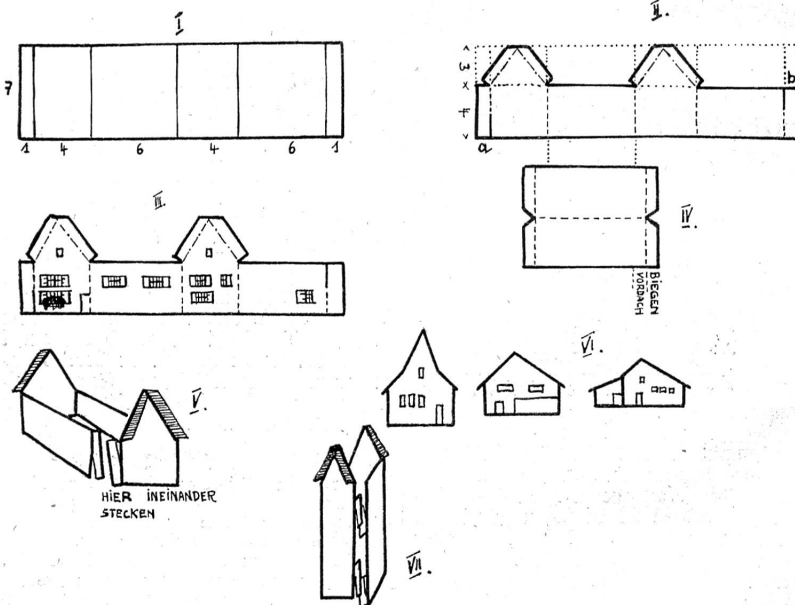 I
7
1 4 6 4 6 1
II.
3
4
a
b
III.
IV.
BIEGEN
VORDACH
V.
HIER INEINANDER
STECKEN
VI.
VII.